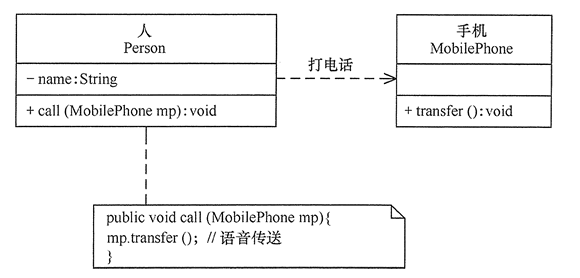 人
Person
- name:String
+ call (MobilePhone mp):void
打电话
手机
MobilePhone
+ transfer ():void
public void call (MobilePhone mp){
mp.transfer (); // 语音传送
}